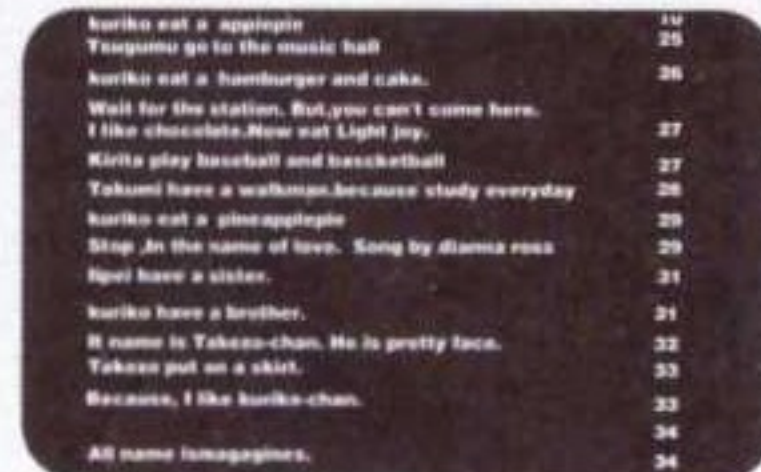 kuriko eat a applepie 10
Tsugumu go to the music hall 25
kuriko eat a hamburger and cake. 26
Wait for the station. But,you can't come here.
I like chocolate.Now eat Light joy. 27
Kirita play baseball and bascketball 27
Takumi have a walkman.because study everyday 28
kuriko eat a pineapplepie 29
Stop ,In the name of love. Song by dianna ross 29
have a sister. 31
kuriko have a brother. 31
It name is Takezo-chan. He is pretty face. 32
Takezo put on a skirt. 33
Because, I like kuriko-chan. 33
34
All name ismagagines. 34